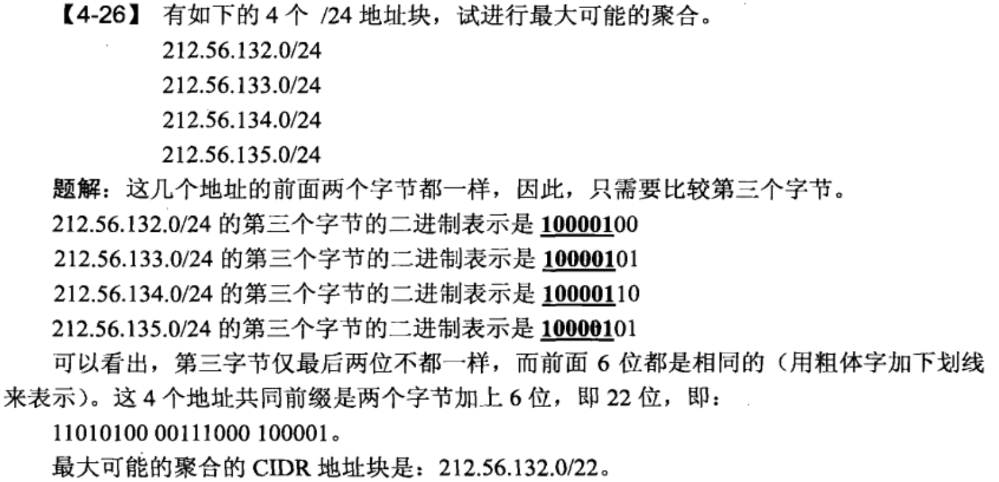 【4-26】 有如下的 4 个 /24 地址块，试进行最大可能的聚合。
212.56.132.0/24
212.56.133.0/24
212.56.134.0/24
212.56.135.0/24
题解：这几个地址的前面两个字节都一样，因此，只需要比较第三个字节。
212.56.132.0/24 的第三个字节的二进制表示是 10000100
212.56.133.0/24 的第三个字节的二进制表示是 10000101
212.56.134.0/24 的第三个字节的二进制表示是 10000110
212.56.135.0/24 的第三个字节的二进制表示是 10000101
可以看出，第三字节仅最后两位不都一样，而前面 6 位都是相同的（用粗体字加下划线
来表示）。这 4 个地址共同前缀是两个字节加上 6 位，即 22 位，即：
11010100 00111000 100001。
最大可能的聚合的 CIDR 地址块是：212.56.132.0/22。